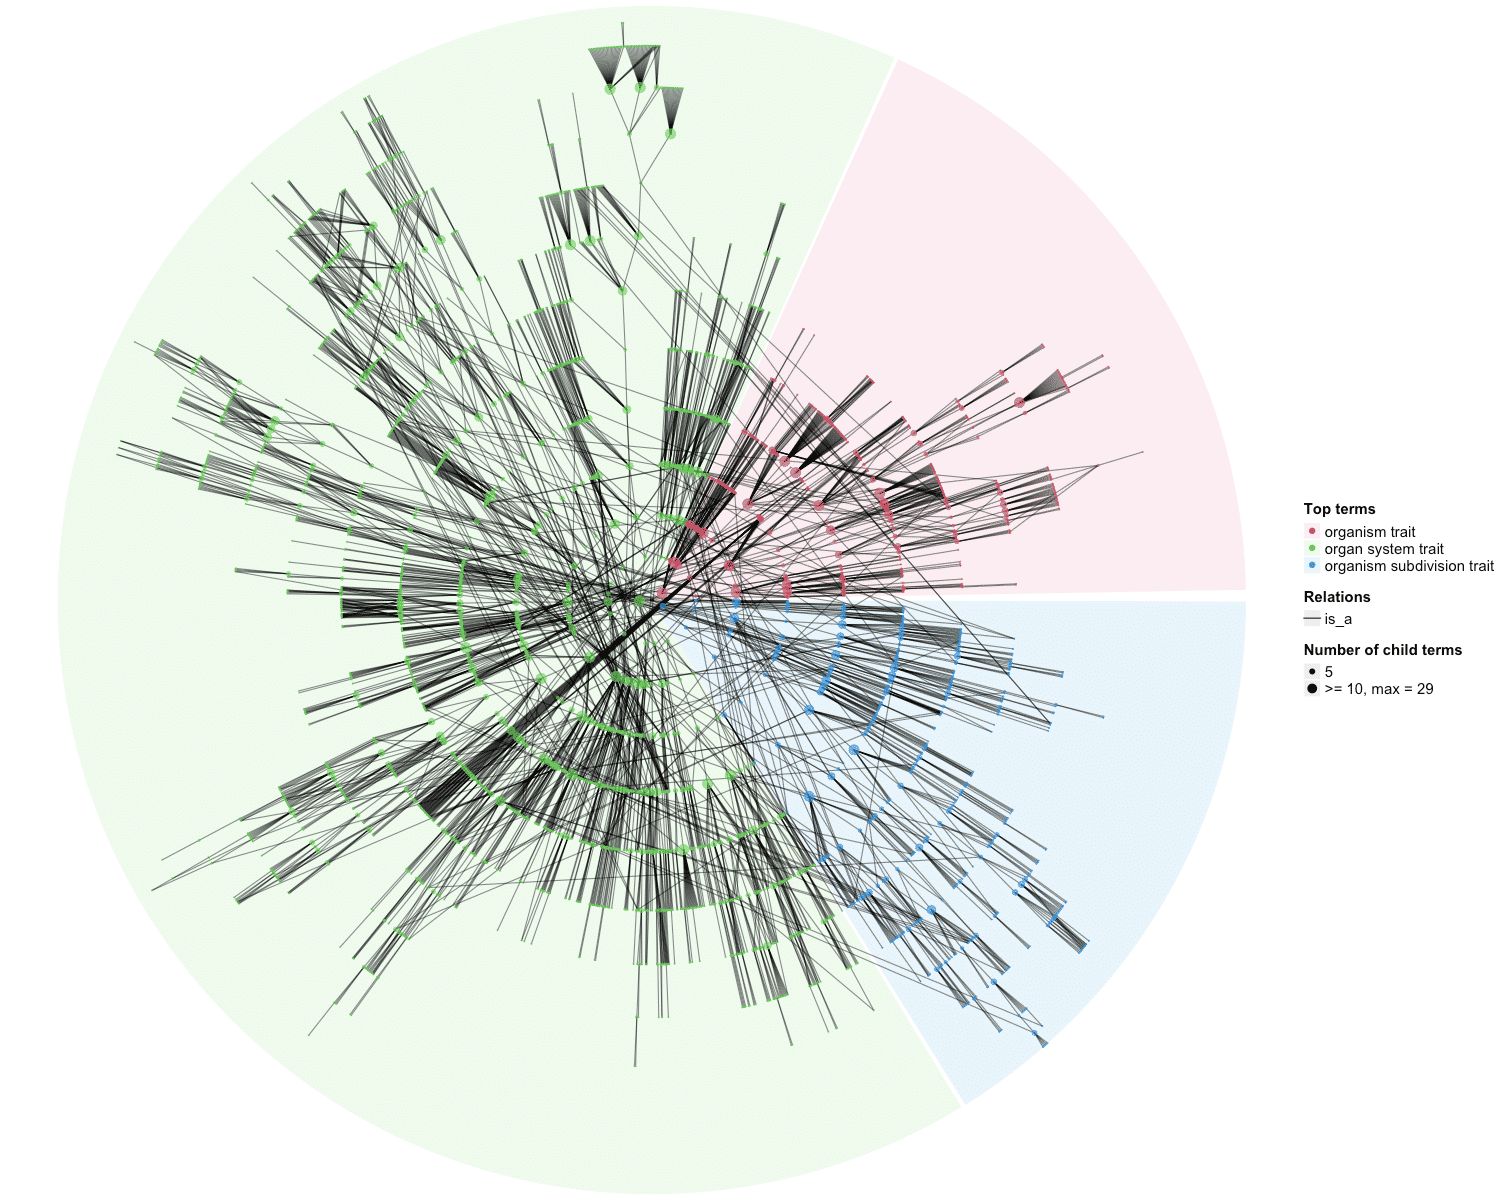 Top terms
organism trait
organ system trait
organism subdivision trait
Relations
is_a
Number of child terms
5
>= 10, max = 29